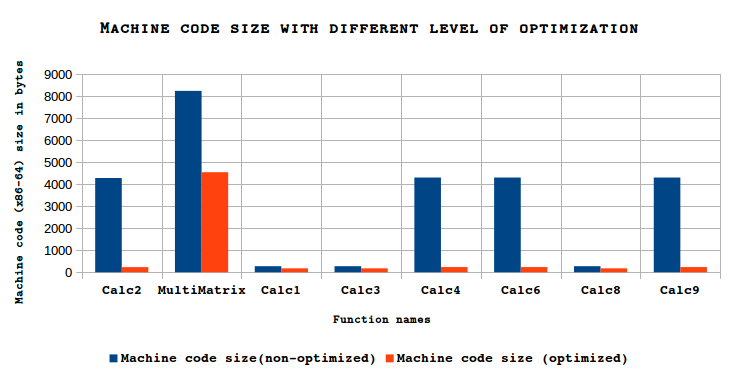 Machine code size with different level of optimization
Machine code (x86-64) size in bytes
9000
8000
7000
6000
5000
4000
3000
2000
1000
0
Calc2 MultiMatrix Calc1 Calc3 Calc4 Calc6 Calc8 Calc9
Function names
Machine code size(non-optimized) Machine code size (optimized)